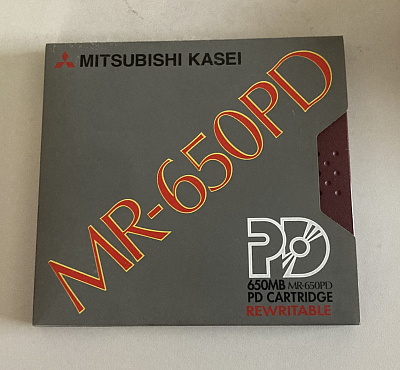 MITSUBISHI KASEI
MR-650PD
PD
650MB MR-650PD
PD CARTRIDGE
REWRITABLE